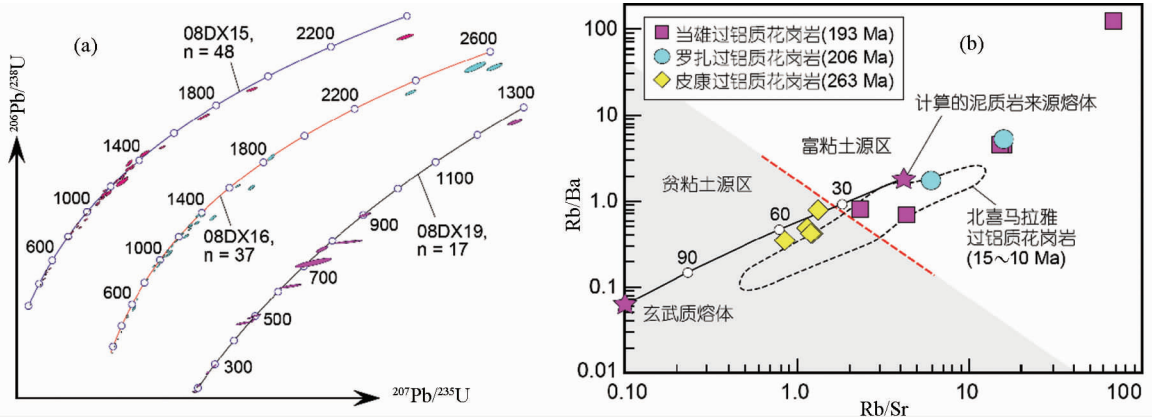 (a)
08DX15,
n = 48
2200
1800
1400
1000
600
2600
2200
1800
1400
1000
600
08DX16,
n = 37
1300
1100
900
700
500
300
08DX19,
n = 17
206Pb/238U
207Pb/235U
(b)
当雄过铝质花岗岩(193 Ma)
罗扎过铝质花岗岩(206 Ma)
皮康过铝质花岗岩(263 Ma)
计算的泥质岩来源熔体
富粘土源区
贫粘土源区
30
60
90
北喜马拉雅
过铝质花岗岩
(15～10 Ma)
玄武质熔体
100
10
1.0
0.1
0.01
Rb/Ba
0.10
1.0
10
100
Rb/Sr